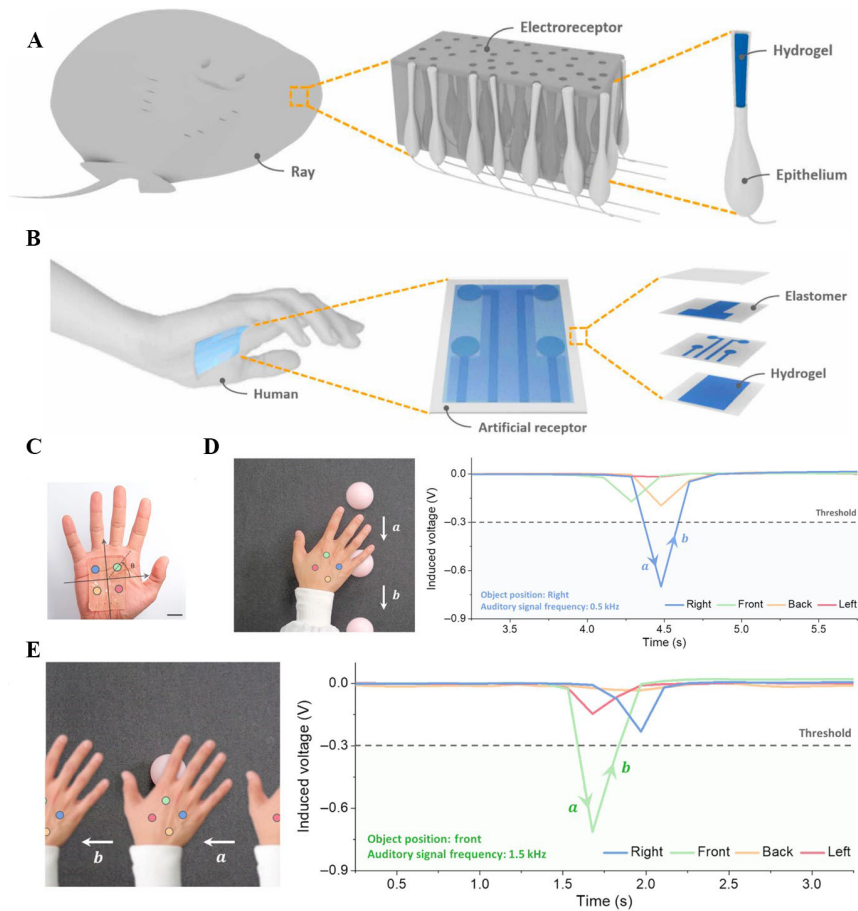 A
Electroreceptor
Hydrogel
Ray
Epithelium
B
Elastomer
Hydrogel
Human
Artificial receptor
C
θ
D
a
b
0.0
−0.3
−0.6
−0.9
Induced voltage (V)
Threshold
a
b
Object position: Right
Auditory signal frequency: 0.5 kHz
Right Front Back Left
3.5 4.0 4.5 5.0 5.5
Time (s)
E
b
a
0.0
−0.3
−0.6
−0.9
Induced voltage (V)
Threshold
a
b
Object position: front
Auditory signal frequency: 1.5 kHz
Right Front Back Left
0.5 1.0 1.5 2.0 2.5 3.0
Time (s)